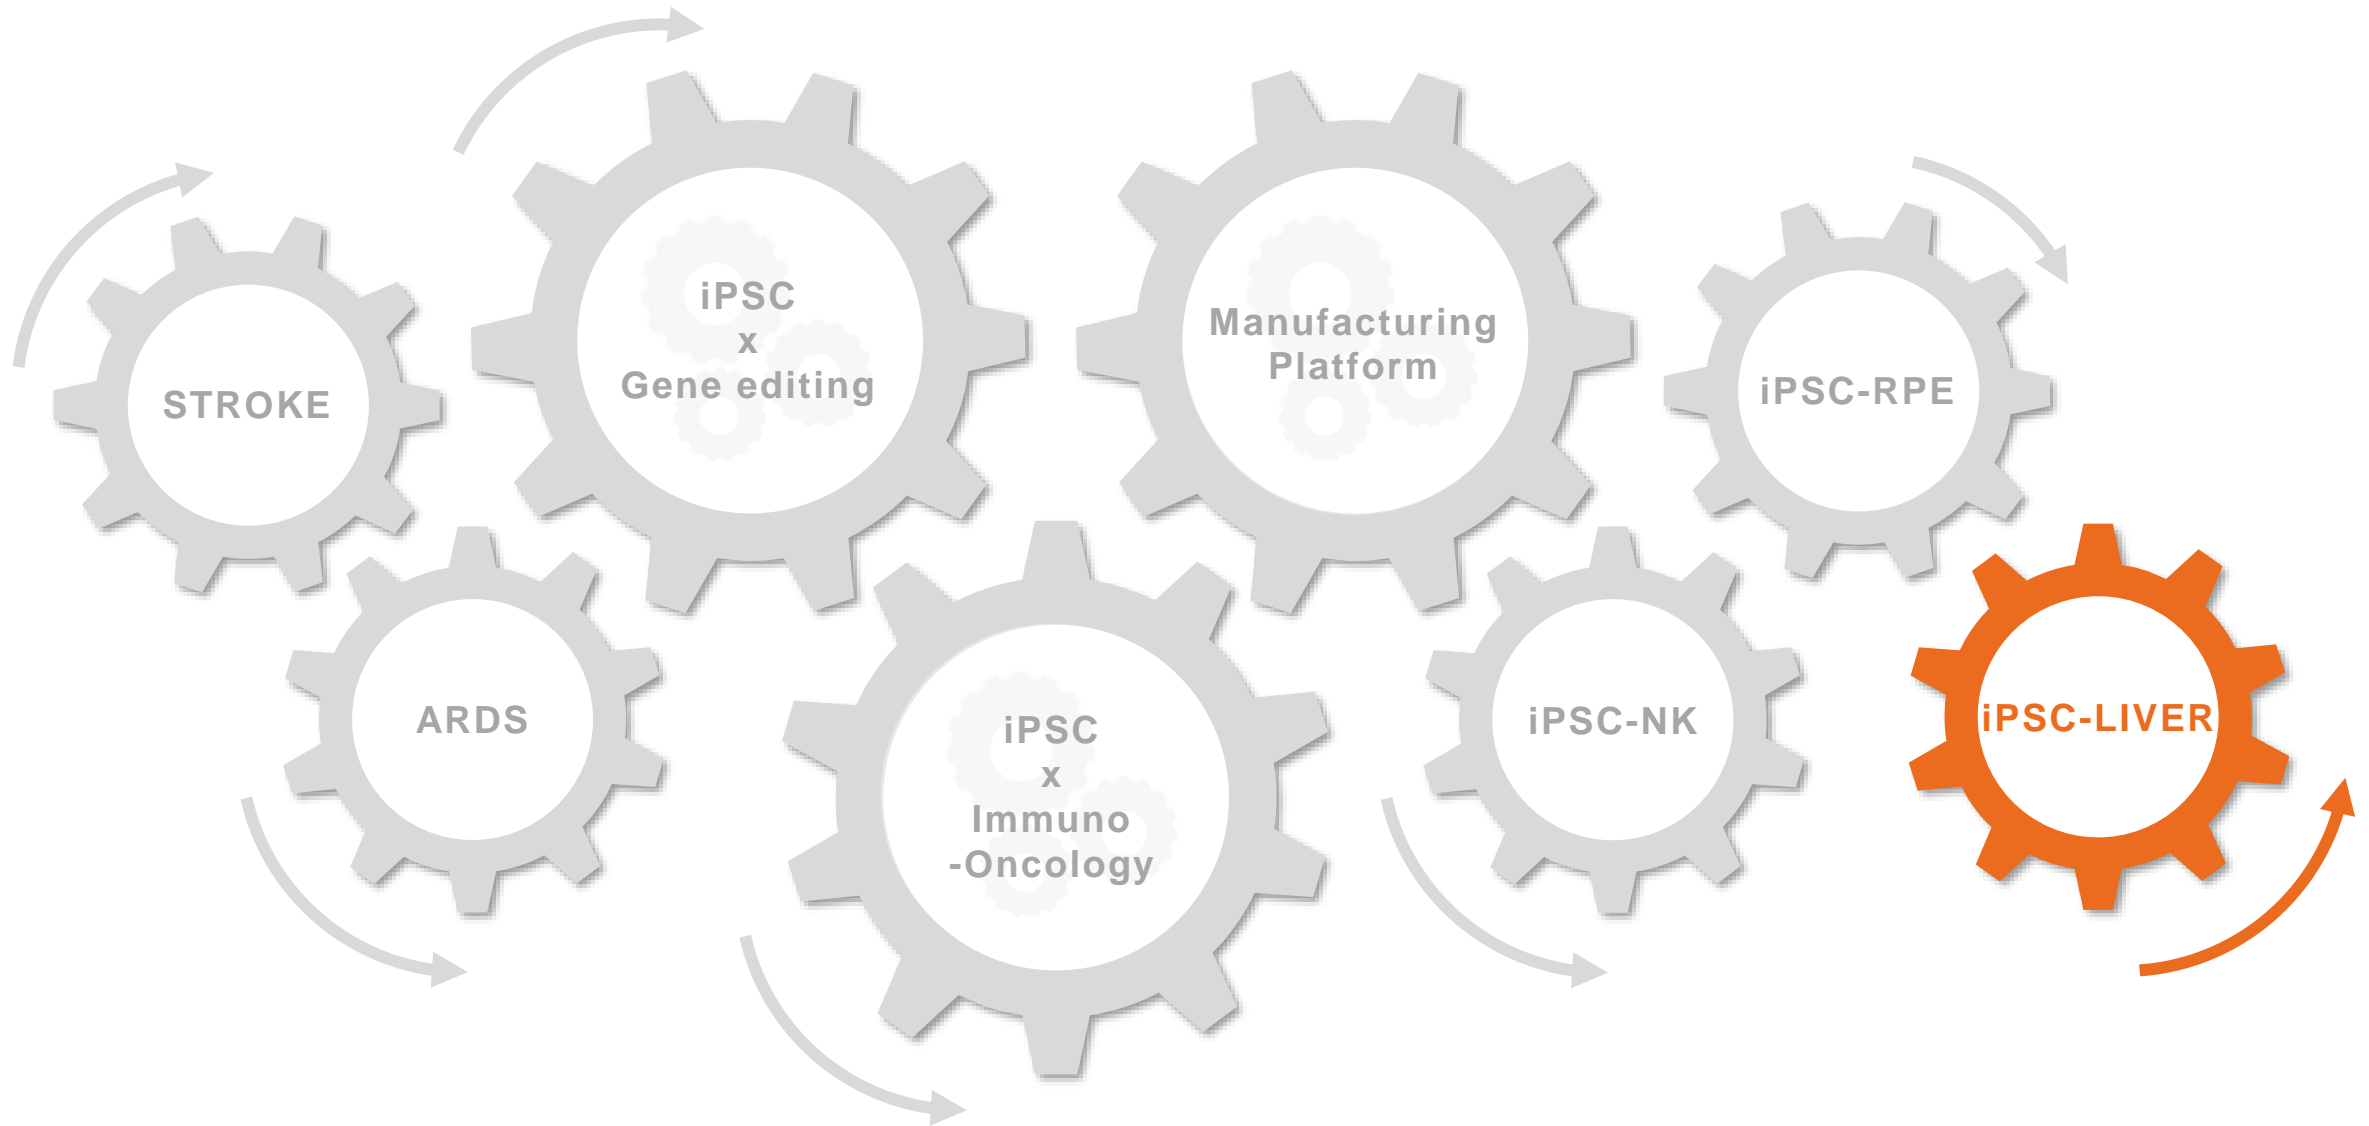 STROKE
iPSC
x
Gene editing
Manufacturing
Platform
iPSC-RPE
ARDS
iPSC
x
Immuno
-Oncology
iPSC-NK
iPSC-LIVER